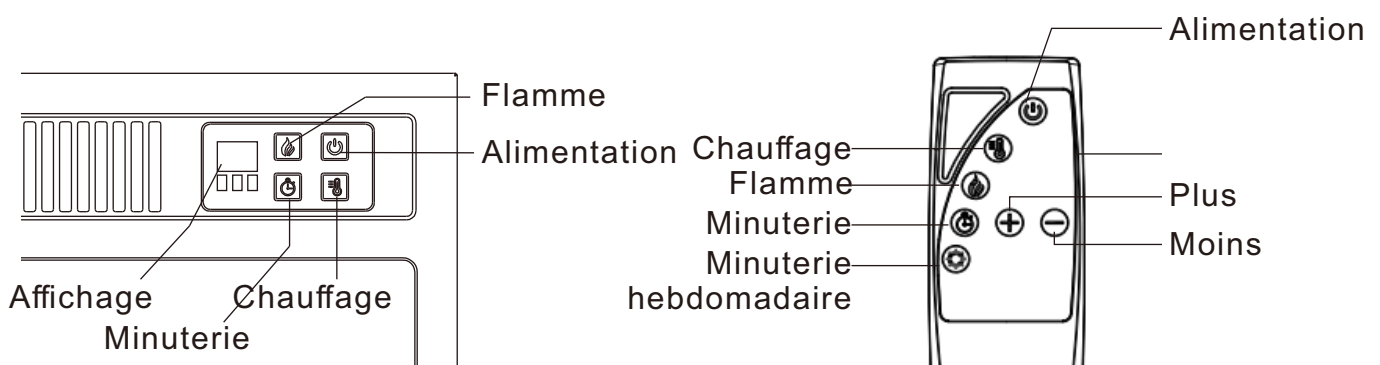 Flamme
Alimentation
Affichage
Chauffage
Minuterie
Alimentation
Chauffage
Flamme
Minuterie
Minuterie
hebdomadaire
Plus
Moins